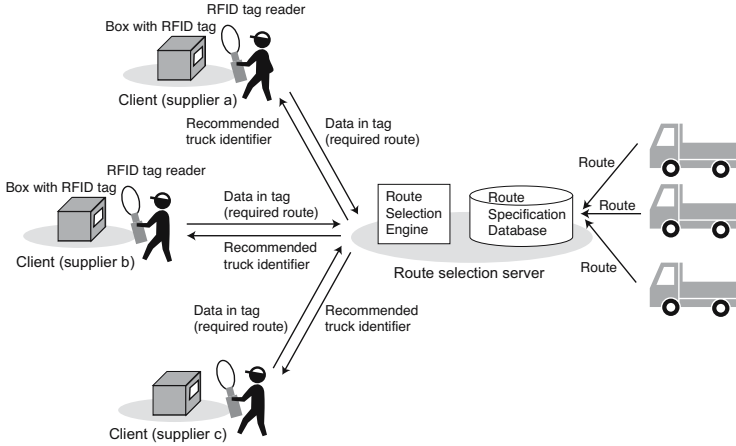 RFID tag reader
Box with RFID tag
Client (supplier a)
Recommended
truck identifier
Data in tag
(required route)
RFID tag reader
Box with RFID tag
Client (supplier b)
Data in tag
(required route)
Recommended
truck identifier
Route
Selection
Engine
Route
Specification
Database
Route selection server
Route
Route
Route
Data in tag
(required route)
Recommended
truck identifier
Client (supplier c)